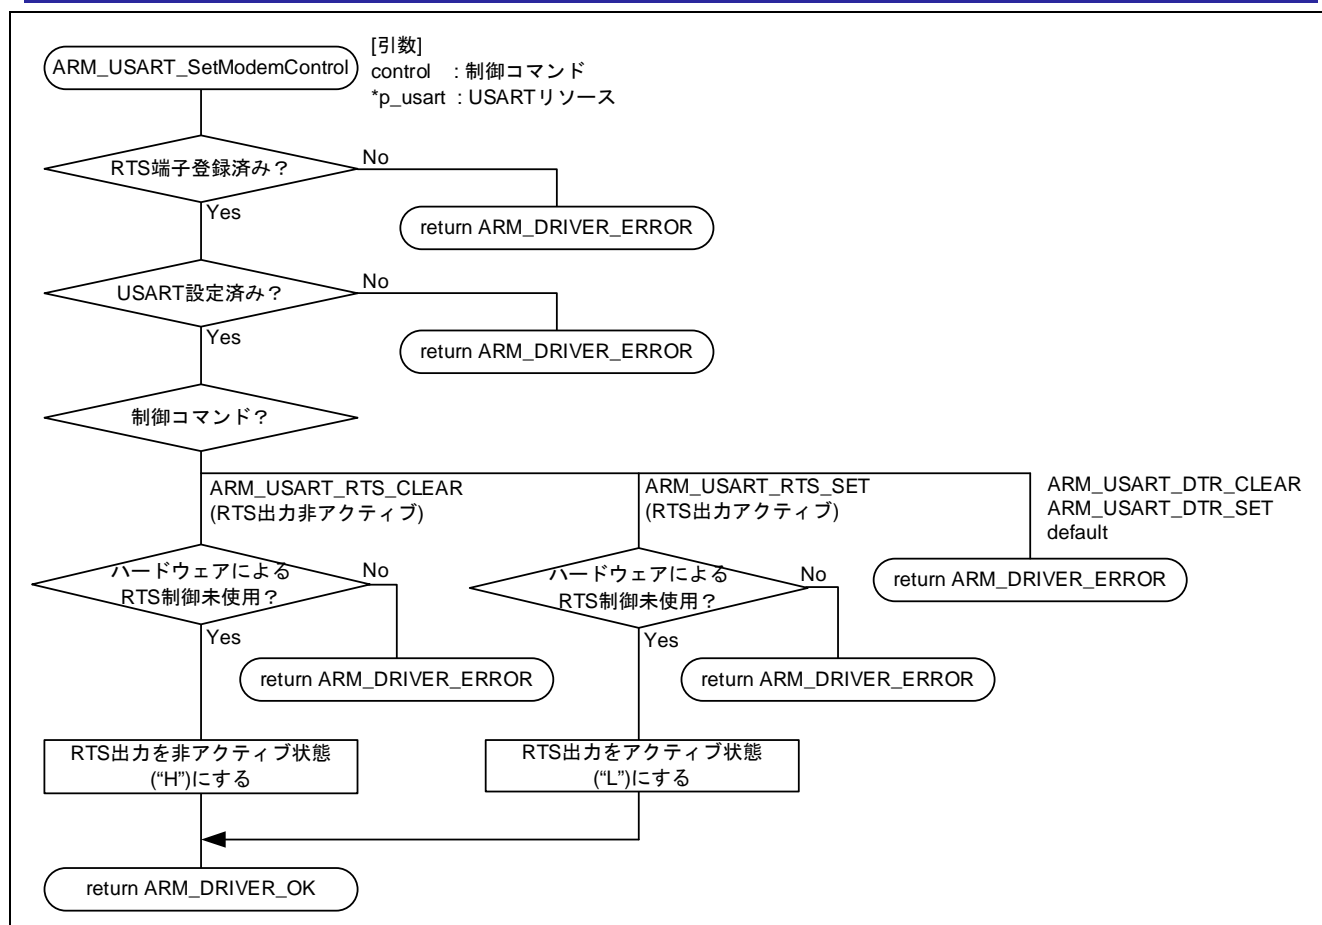 ARM_USART_SetModemControl
[引数]
control : 制御コマンド
*p_usart : USARTリソース
RTS端子登録済み？
No
Yes
return ARM_DRIVER_ERROR
USART設定済み？
No
Yes
return ARM_DRIVER_ERROR
制御コマンド？
ARM_USART_RTS_CLEAR
(RTS出力非アクティブ)
ARM_USART_RTS_SET
(RTS出力アクティブ)
ARM_USART_DTR_CLEAR
ARM_USART_DTR_SET
default
return ARM_DRIVER_ERROR
ハードウェアによる
RTS制御未使用？
No
Yes
return ARM_DRIVER_ERROR
ハードウェアによる
RTS制御未使用？
No
Yes
return ARM_DRIVER_ERROR
RTS出力を非アクティブ状態
(“H”)にする
RTS出力をアクティブ状態
(“L”)にする
return ARM_DRIVER_OK